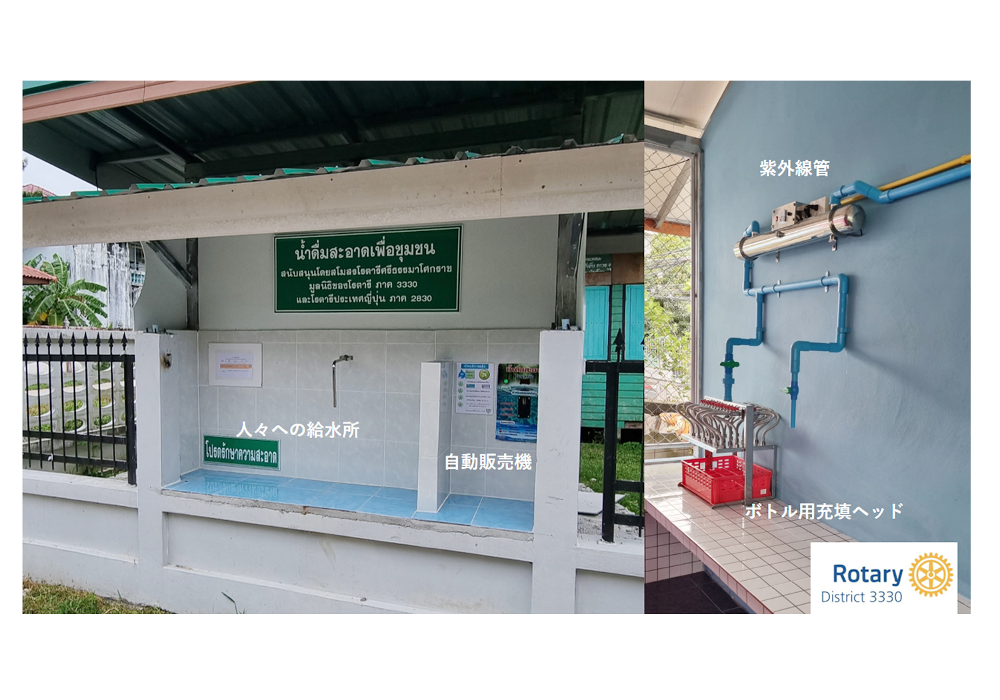 น้ำดื่มสะอาดเพื่อชุมชน
สนับสนุนโดยสโมสรโรตารีศรีธรรมาโศกราช
มูลนิธิของโรตารี ภาค 3330
และโรตารีประเทศญี่ปุ่น ภาค 2830
人々への給水所
โปรดรักษาความสะอาด
自動販売機
紫外線管
ボトル用充填ヘッド
Rotary
District 3330